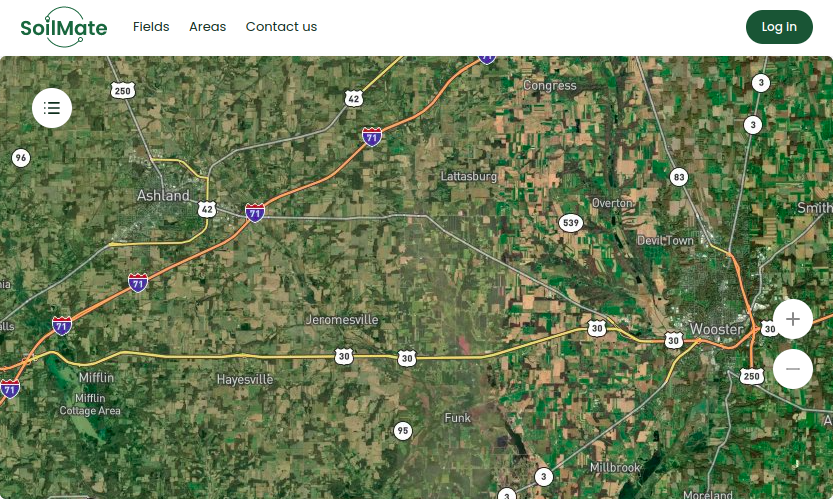 SoilMate
Fields
Areas
Contact us
Log In
71
250
42
Congress
3
3
71
96
Lattasburg
83
Ashland
42
71
Overton
Smith
539
Devil Town
71
Jeromesville
71
30
Wooster
30
30
30
30
Mifflin
Hayesville
71
250
Mifflin
Cottage Area
Funk
95
Millbrook
3
3
Moreland